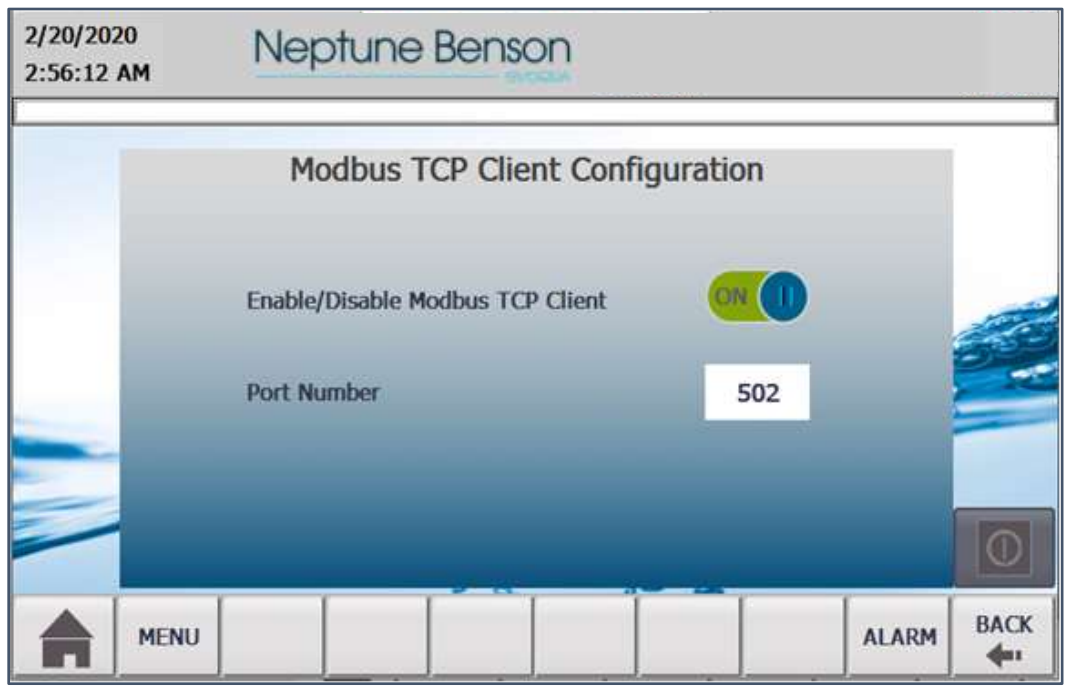 2/20/2020
2:56:12 AM
Neptune Benson
EVOQUA
Modbus TCP Client Configuration
Enable/Disable Modbus TCP Client
ON
Port Number
502
MENU
ALARM
BACK